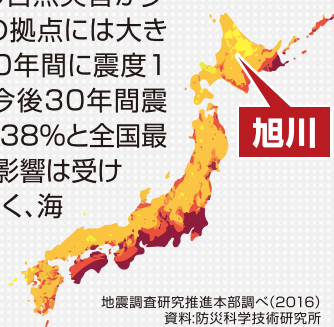 の拠点には大き
0年間に震度1
今後30年間震
38%と全国最
影響は受け
く、海
旭川
地震調査研究推進本部調べ(2016)
資料:防災科学技術研究所